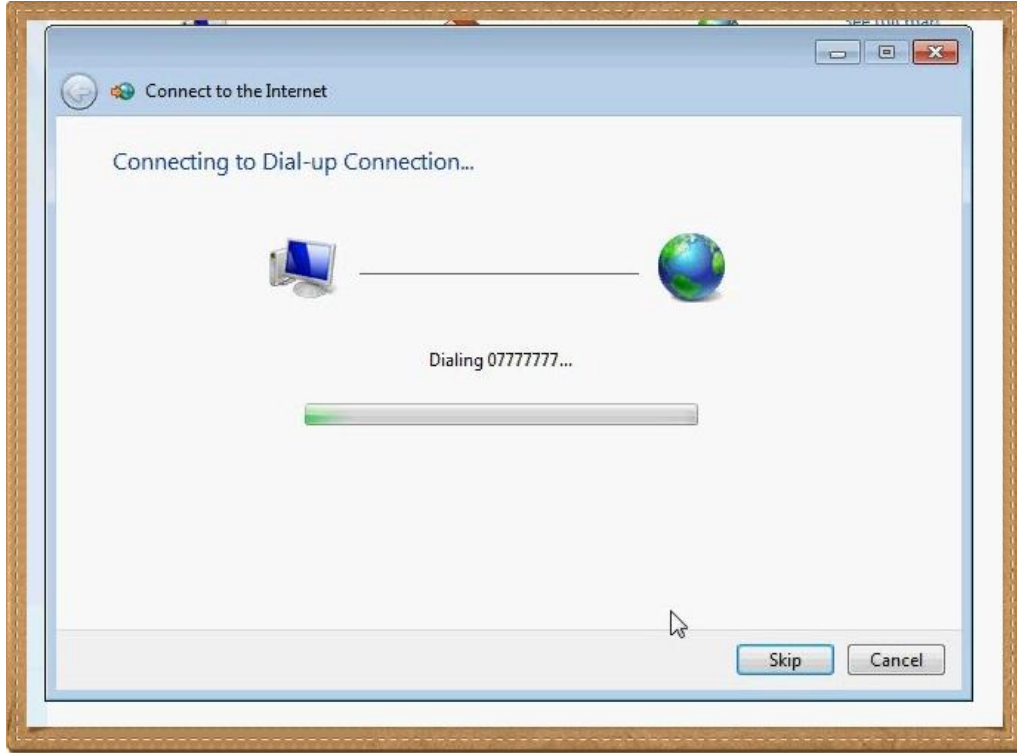 Connect to the Internet
Connecting to Dial-up Connection...
Dialing 07777777...
Skip
Cancel